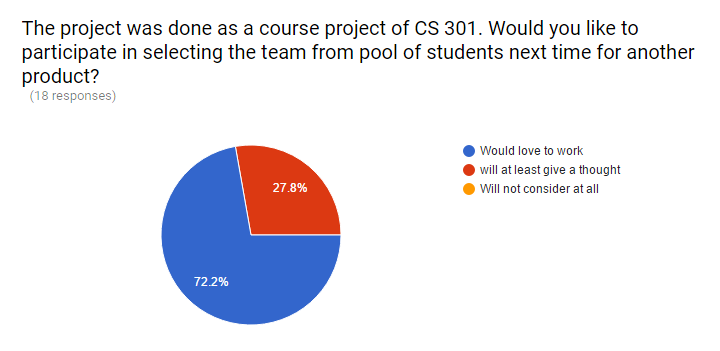 The project was done as a course project of CS 301. Would you like to
participate in selecting the team from pool of students next time for another
product?
(18 responses)
Would love to work
will at least give a thought
Will not consider at all
27.8%
72.2%